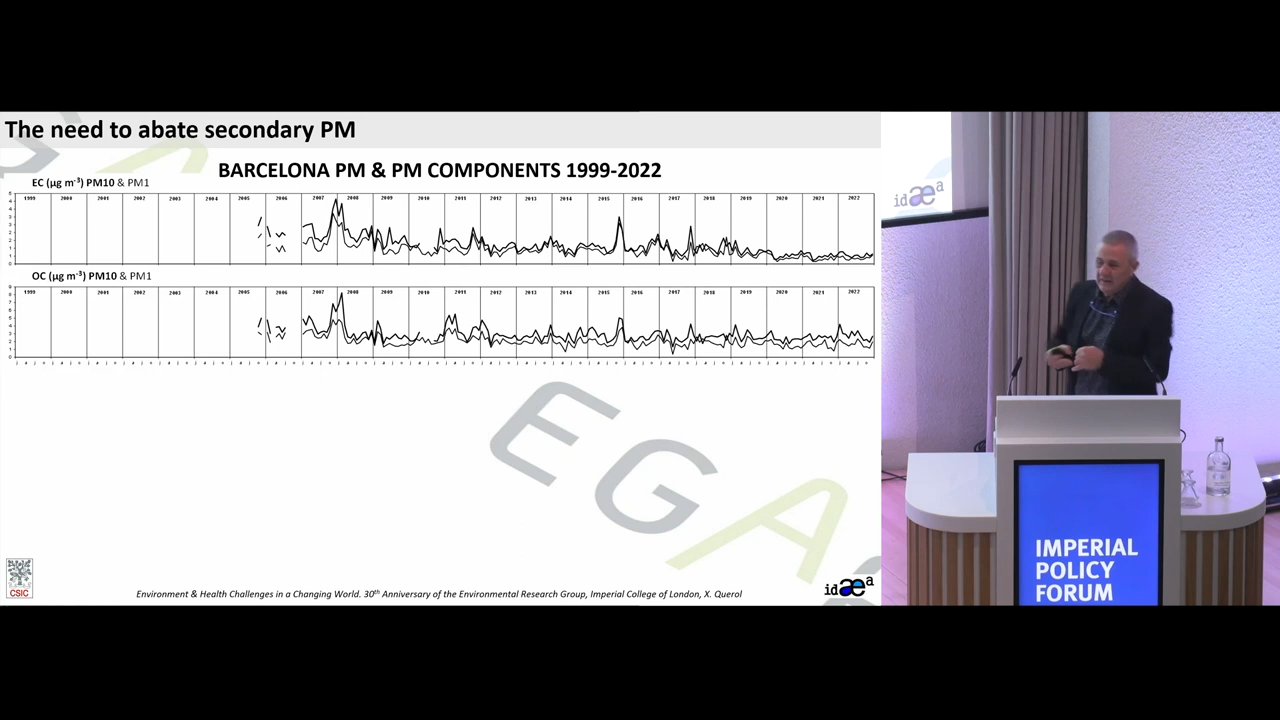 The need to abate secondary PM
BARCELONA PM & PM COMPONENTS 1999-2022
EC (µg m⁻³) PM10 & PM1
1999 2000 2001 2002 2003 2004 2005 2006 2007 2008 2009 2010 2011 2012 2013 2014 2015 2016 2017 2018 2019 2020 2021 2022
OC (µg m⁻³) PM10 & PM1
1999 2000 2001 2002 2003 2004 2005 2006 2007 2008 2009 2010 2011 2012 2013 2014 2015 2016 2017 2018 2019 2020 2021 2022
EGA
CSIC
Environment & Health Challenges in a Changing World. 30th Anniversary of the Environmental Research Group, Imperial College of London, X. Querol
idæa
idæa
IMPERIAL
POLICY
FORUM